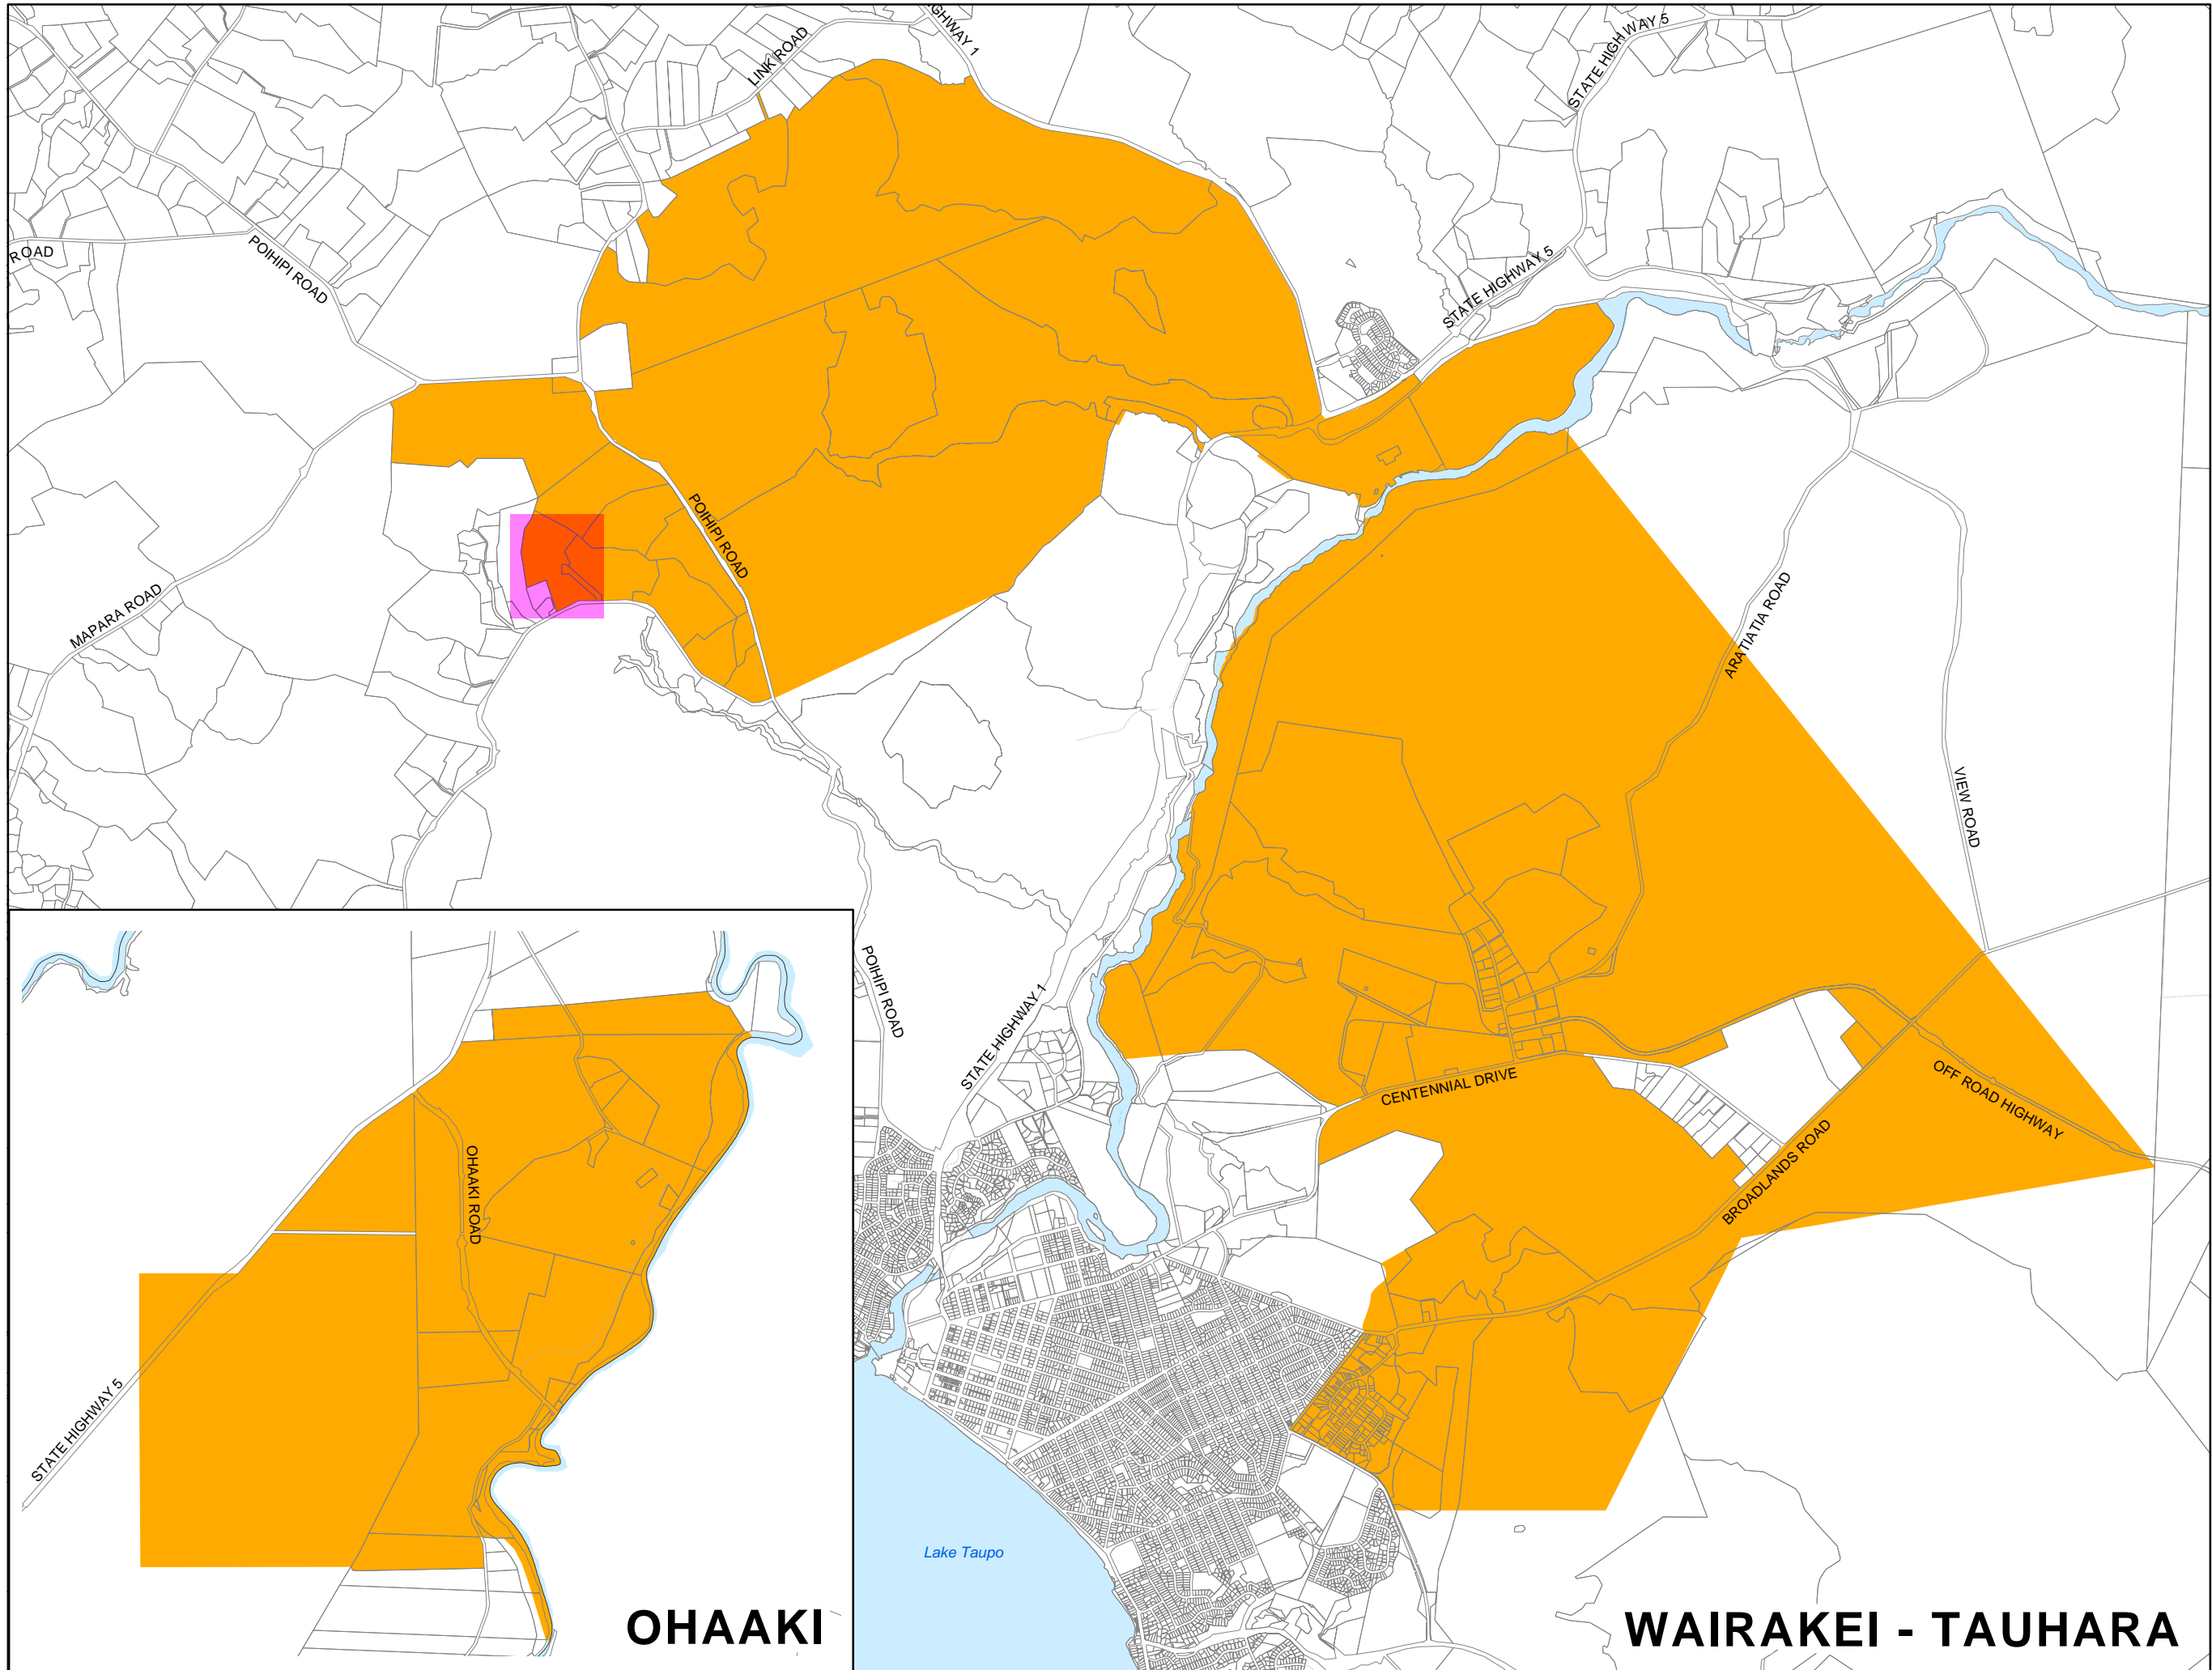 GHWAY 1
LINK ROAD
STATE HIGHWAY 5
ROAD
POIHIPI ROAD
STATE HIGHWAY 5
POIHIPI ROAD
MAPARA ROAD
ARATIATIA ROAD
VIEW ROAD
POIHIPI ROAD
STATE HIGHWAY 1
CENTENNIAL DRIVE
OFF ROAD HIGHWAY
BROADLANDS ROAD
OHAAKI ROAD
STATE HIGHWAY 5
Lake Taupo
OHAAKI
WAIRAKEI - TAUHARA